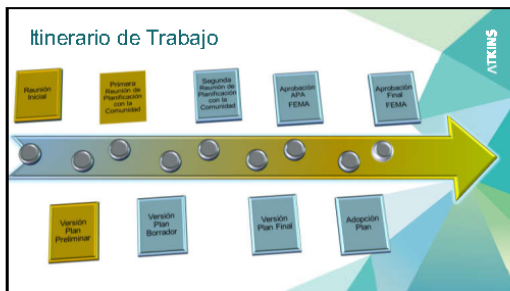 Itinerario de Trabajo
ATKINS
Reunión
Inicial
Primera
Reunión de
Planificación
con la
Comunidad
Segunda
Reunión de
Planificación
con la
Comunidad
Aprobación
APA
FEMA
Aprobación
Final
FEMA
Versión
Plan
Preliminar
Versión
Plan
Borrador
Versión
Plan Final
Adopción
Plan